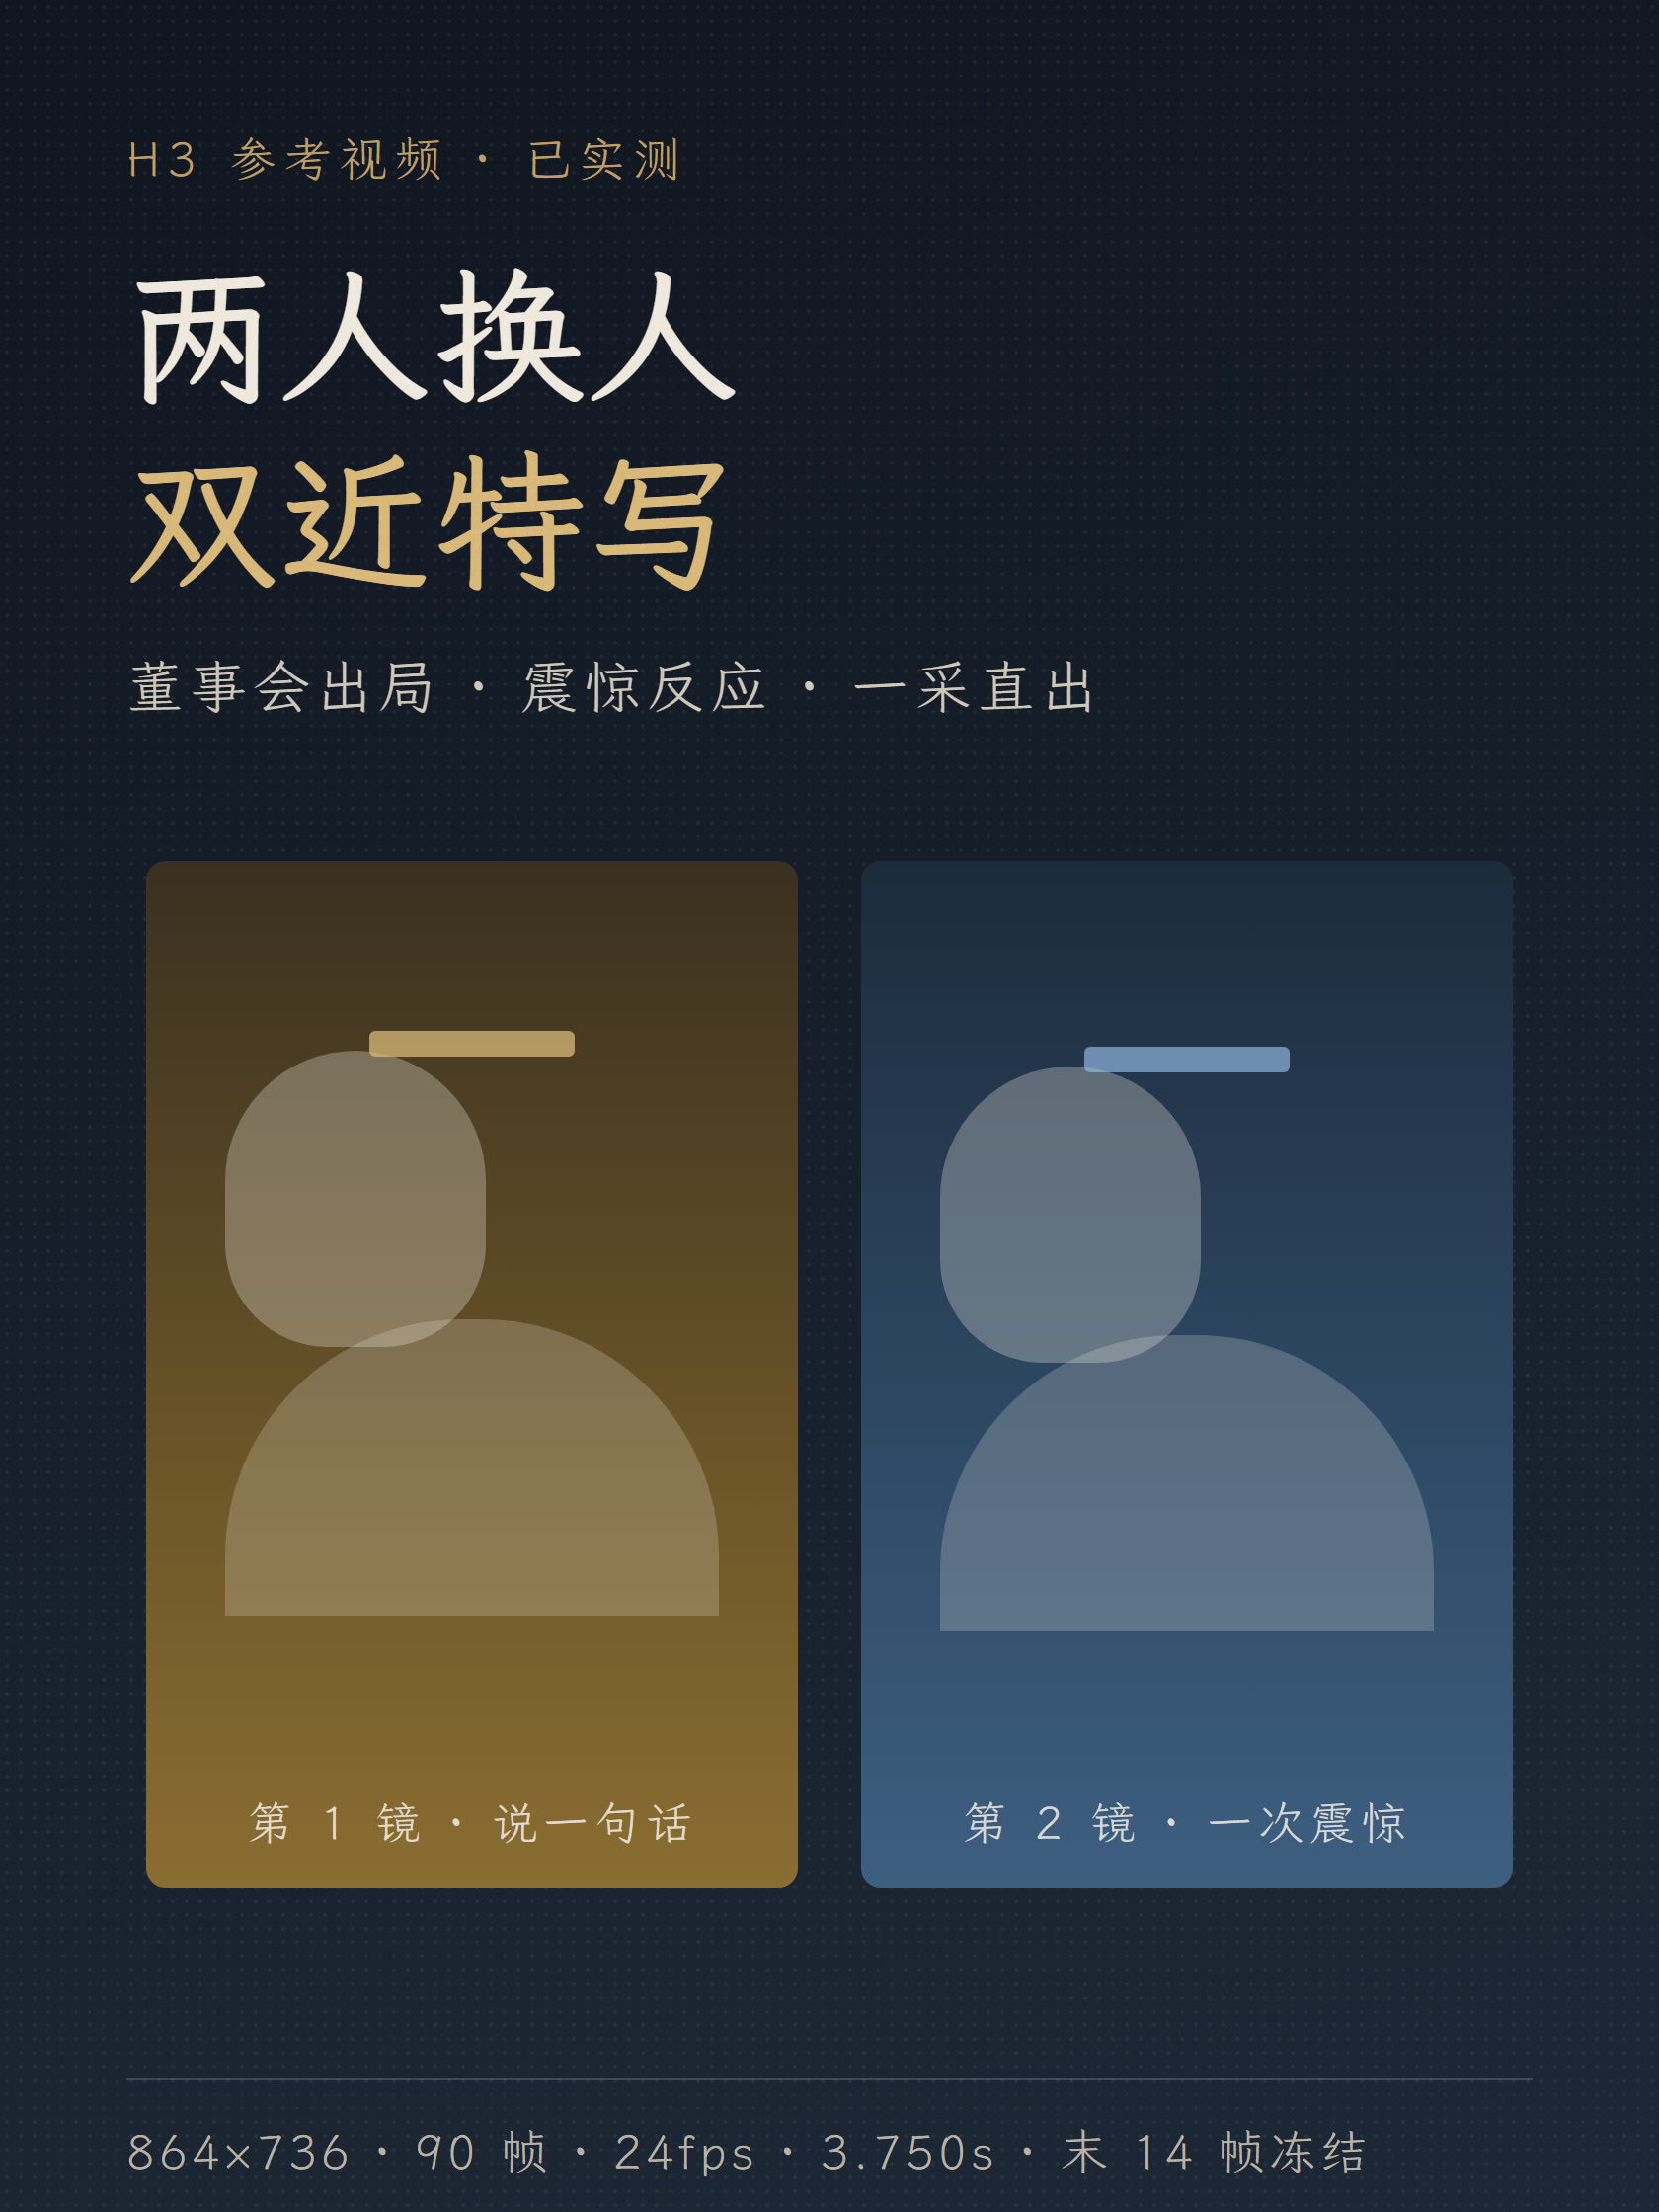 H3 参考视频 · 已实测
两人换人
双近特写
董事会出局 · 震惊反应 · 一采直出
第 1 镜 · 说一句话
第 2 镜 · 一次震惊
864×736 · 90 帧 · 24fps · 3.750s · 末 14 帧冻结